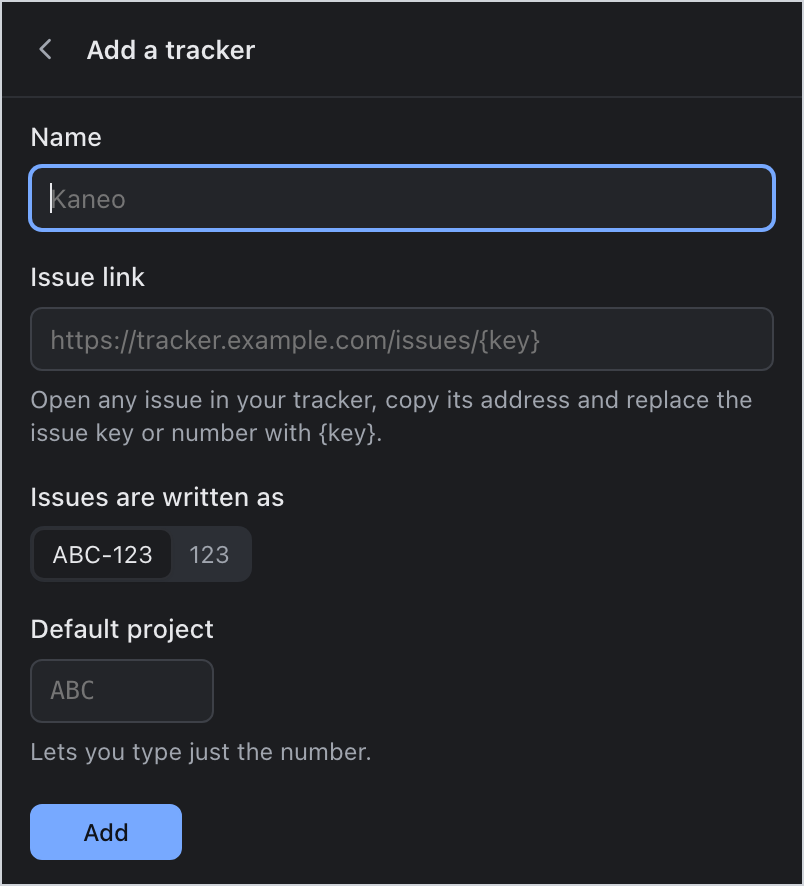 Add a tracker
Name
Kaneo
Issue link
https://tracker.example.com/issues/{key}
Open any issue in your tracker, copy its address and replace the
issue key or number with {key}.
Issues are written as
ABC-123 123
Default project
ABC
Lets you type just the number.
Add